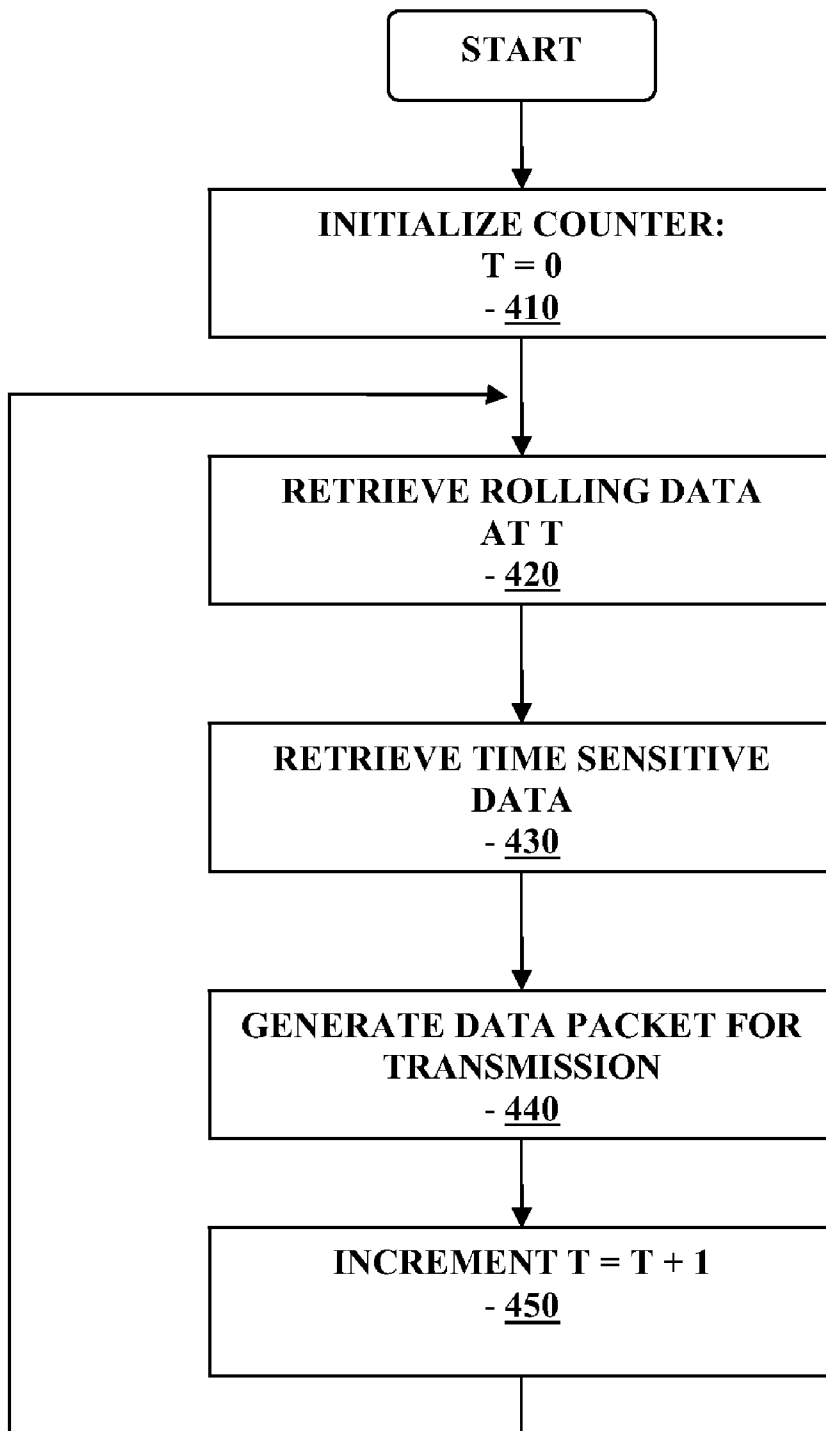 START
INITIALIZE COUNTER:
T = 0
- 410
RETRIEVE ROLLING DATA
AT T
- 420
RETRIEVE TIME SENSITIVE
DATA
- 430
GENERATE DATA PACKET FOR
TRANSMISSION
- 440
INCREMENT T = T + 1
- 450